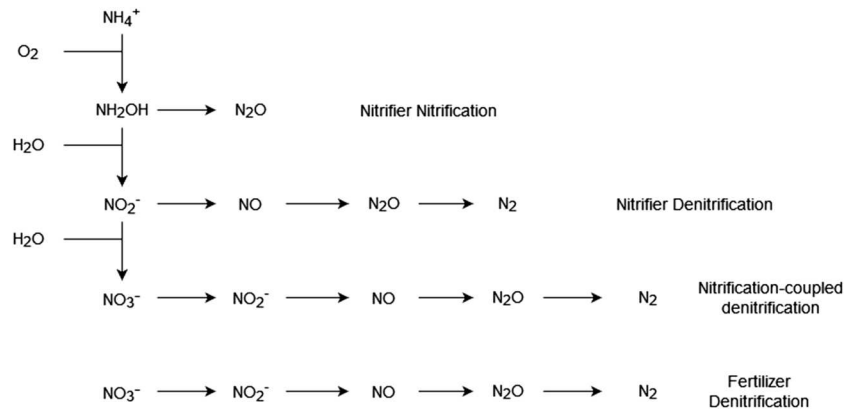 NH₄⁺
O₂
NH₂OH N₂O Nitrifier Nitrification
H₂O
NO₂⁻ NO N₂O N₂ Nitrifier Denitrification
H₂O
NO₃⁻ NO₂⁻ NO N₂O N₂ Nitrification-coupled
denitrification
NO₃⁻ NO₂⁻ NO N₂O N₂ Fertilizer
Denitrification